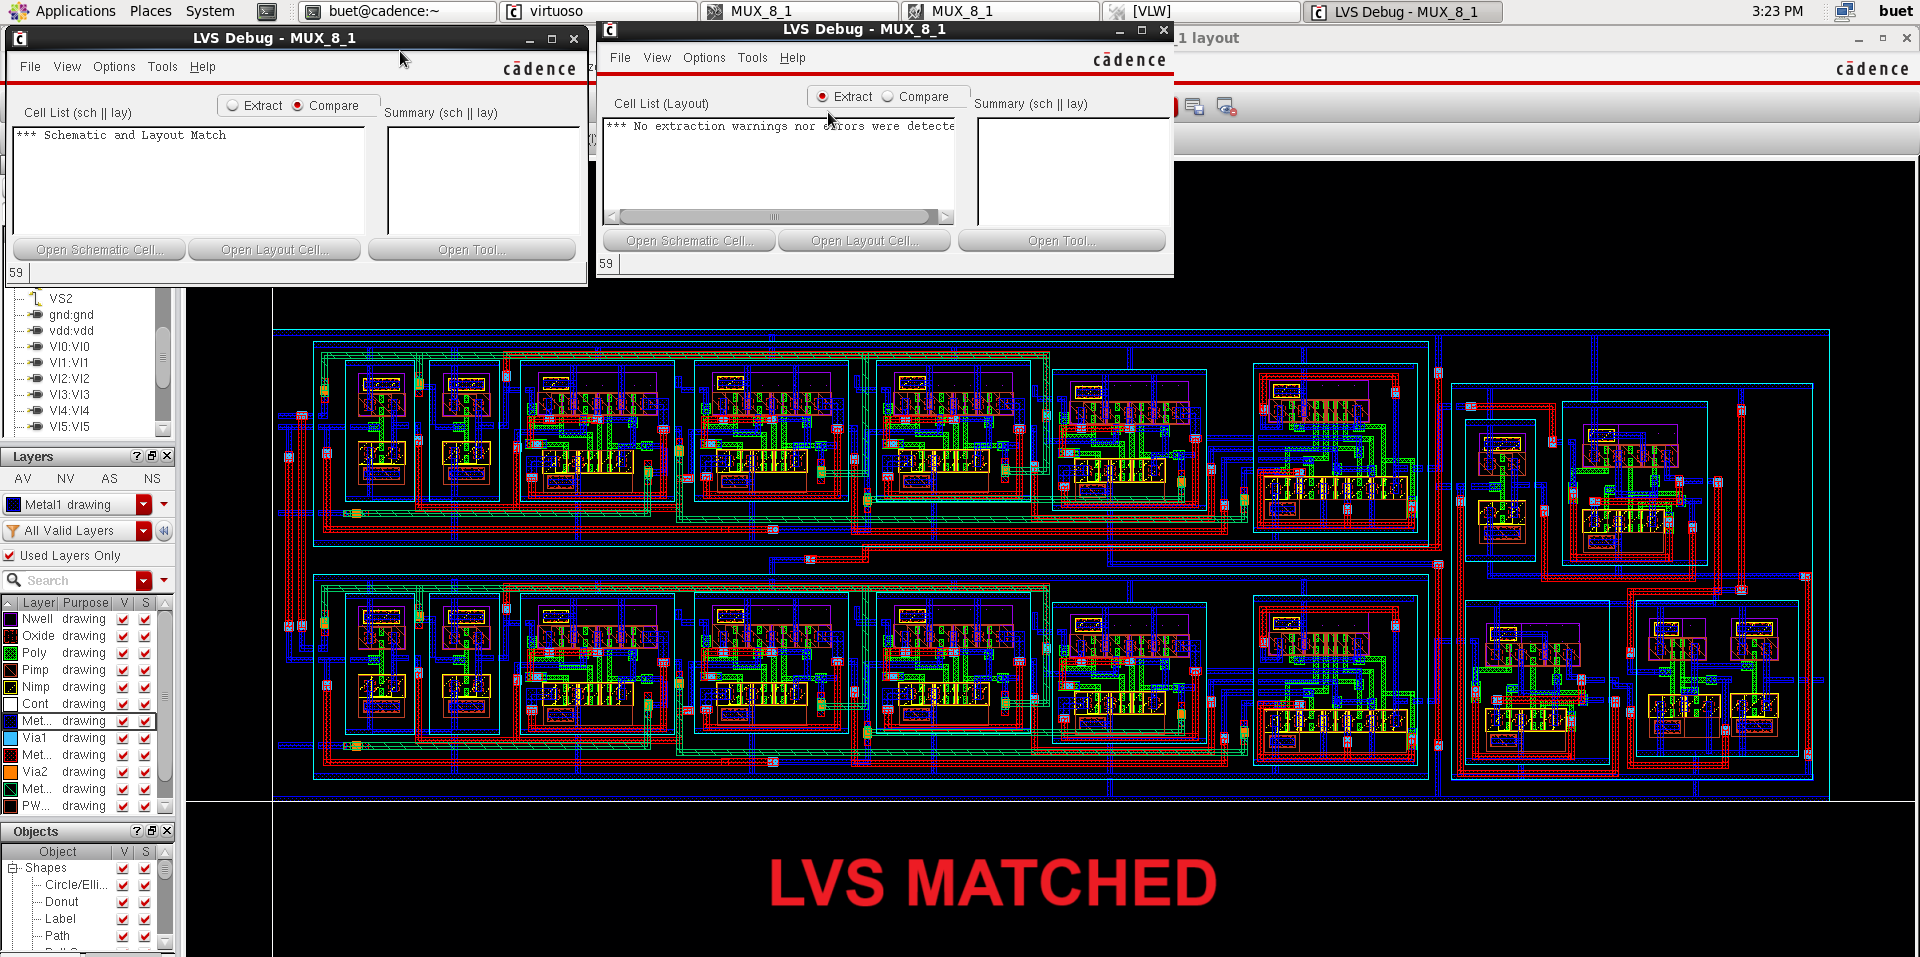 Applications Places System buet@cadence:~ virtuoso MUX_8_1 MUX_8_1 [VLW] LVS Debug - MUX_8_1 3:23 PM buet
LVS Debug - MUX_8_1
File View Options Tools Help
cādence
Extract Compare
Cell List (sch || lay) Summary (sch || lay)
*** Schematic and Layout Match
Open Schematic Cell... Open Layout Cell... Open Tool...
59
LVS Debug - MUX_8_1
File View Options Tools Help
cādence
Extract Compare
Cell List (Layout) Summary (sch || lay)
*** No extraction warnings nor errors were detecte
Open Schematic Cell... Open Layout Cell... Open Tool...
59
_1 layout
cādence
VS2
gnd:gnd
vdd:vdd
VI0:VI0
VI1:VI1
VI2:VI2
VI3:VI3
VI4:VI4
VI5:VI5
Layers
AV NV AS NS
Metal1 drawing
All Valid Layers
Used Layers Only
Search
Layer Purpose V S
Nwell drawing
Oxide drawing
Poly drawing
Pimp drawing
Nimp drawing
Cont drawing
Met... drawing
Via1 drawing
Met... drawing
Via2 drawing
Met... drawing
PW... drawing
Objects
Object V S
Shapes
Circle/Elli...
Donut
Label
Path
LVS MATCHED